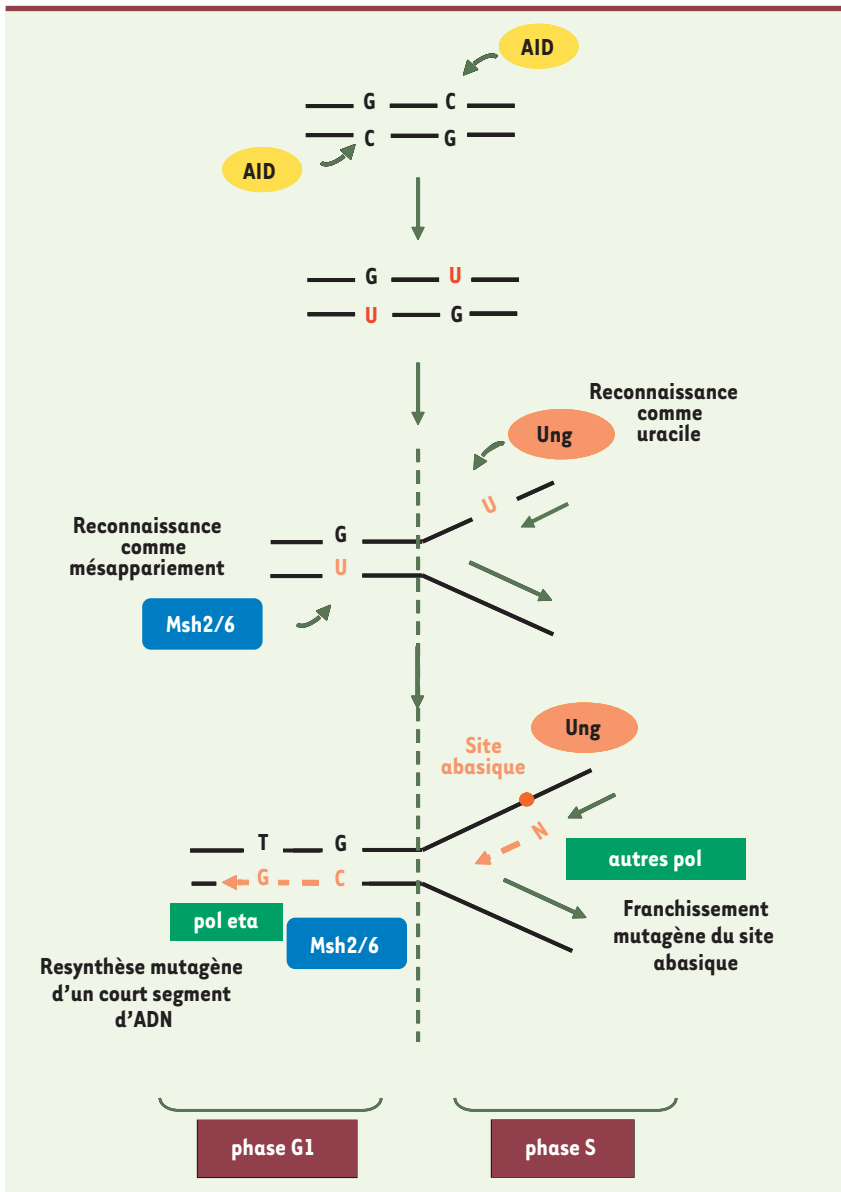 AID
G C
C G
AID
G U
U G
Reconnaissance
comme
uracile
Ung
U
Reconnaissance
comme
mésappariement
G
U
Msh2/6
Ung
Site
abasique
N
autres pol
T G
G C
pol eta
Msh2/6
Franchissement
mutagène du site
abasique
Resynthèse mutagène
d'un court segment
d'ADN
phase G1
phase S